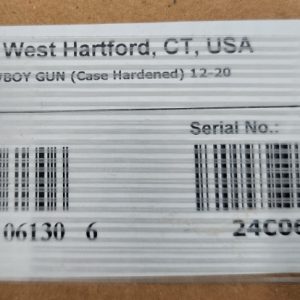 West Hartford, CT, USA
BOY GUN (Case Hardened) 12-20
Serial No.:
06130 6
24C06